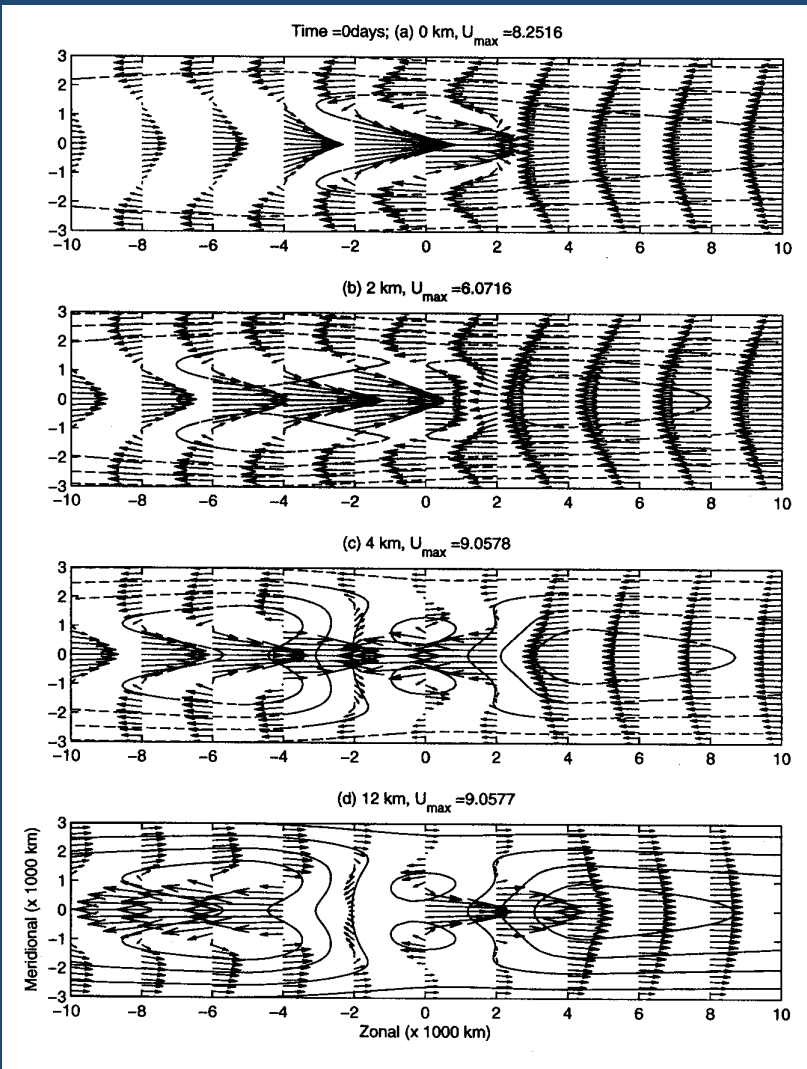 Time =0days; (a) 0 km, Umax =8.2516
3
2
1
0
−1
−2
−3
−10 −8 −6 −4 −2 0 2 4 6 8 10
(b) 2 km, Umax =6.0716
3
2
1
0
−1
−2
−3
−10 −8 −6 −4 −2 0 2 4 6 8 10
(c) 4 km, Umax =9.0578
3
2
1
0
−1
−2
−3
−10 −8 −6 −4 −2 0 2 4 6 8 10
(d) 12 km, Umax =9.0577
Meridional (x 1000 km)
3
2
1
0
−1
−2
−3
−10 −8 −6 −4 −2 0 2 4 6 8 10
Zonal (x 1000 km)